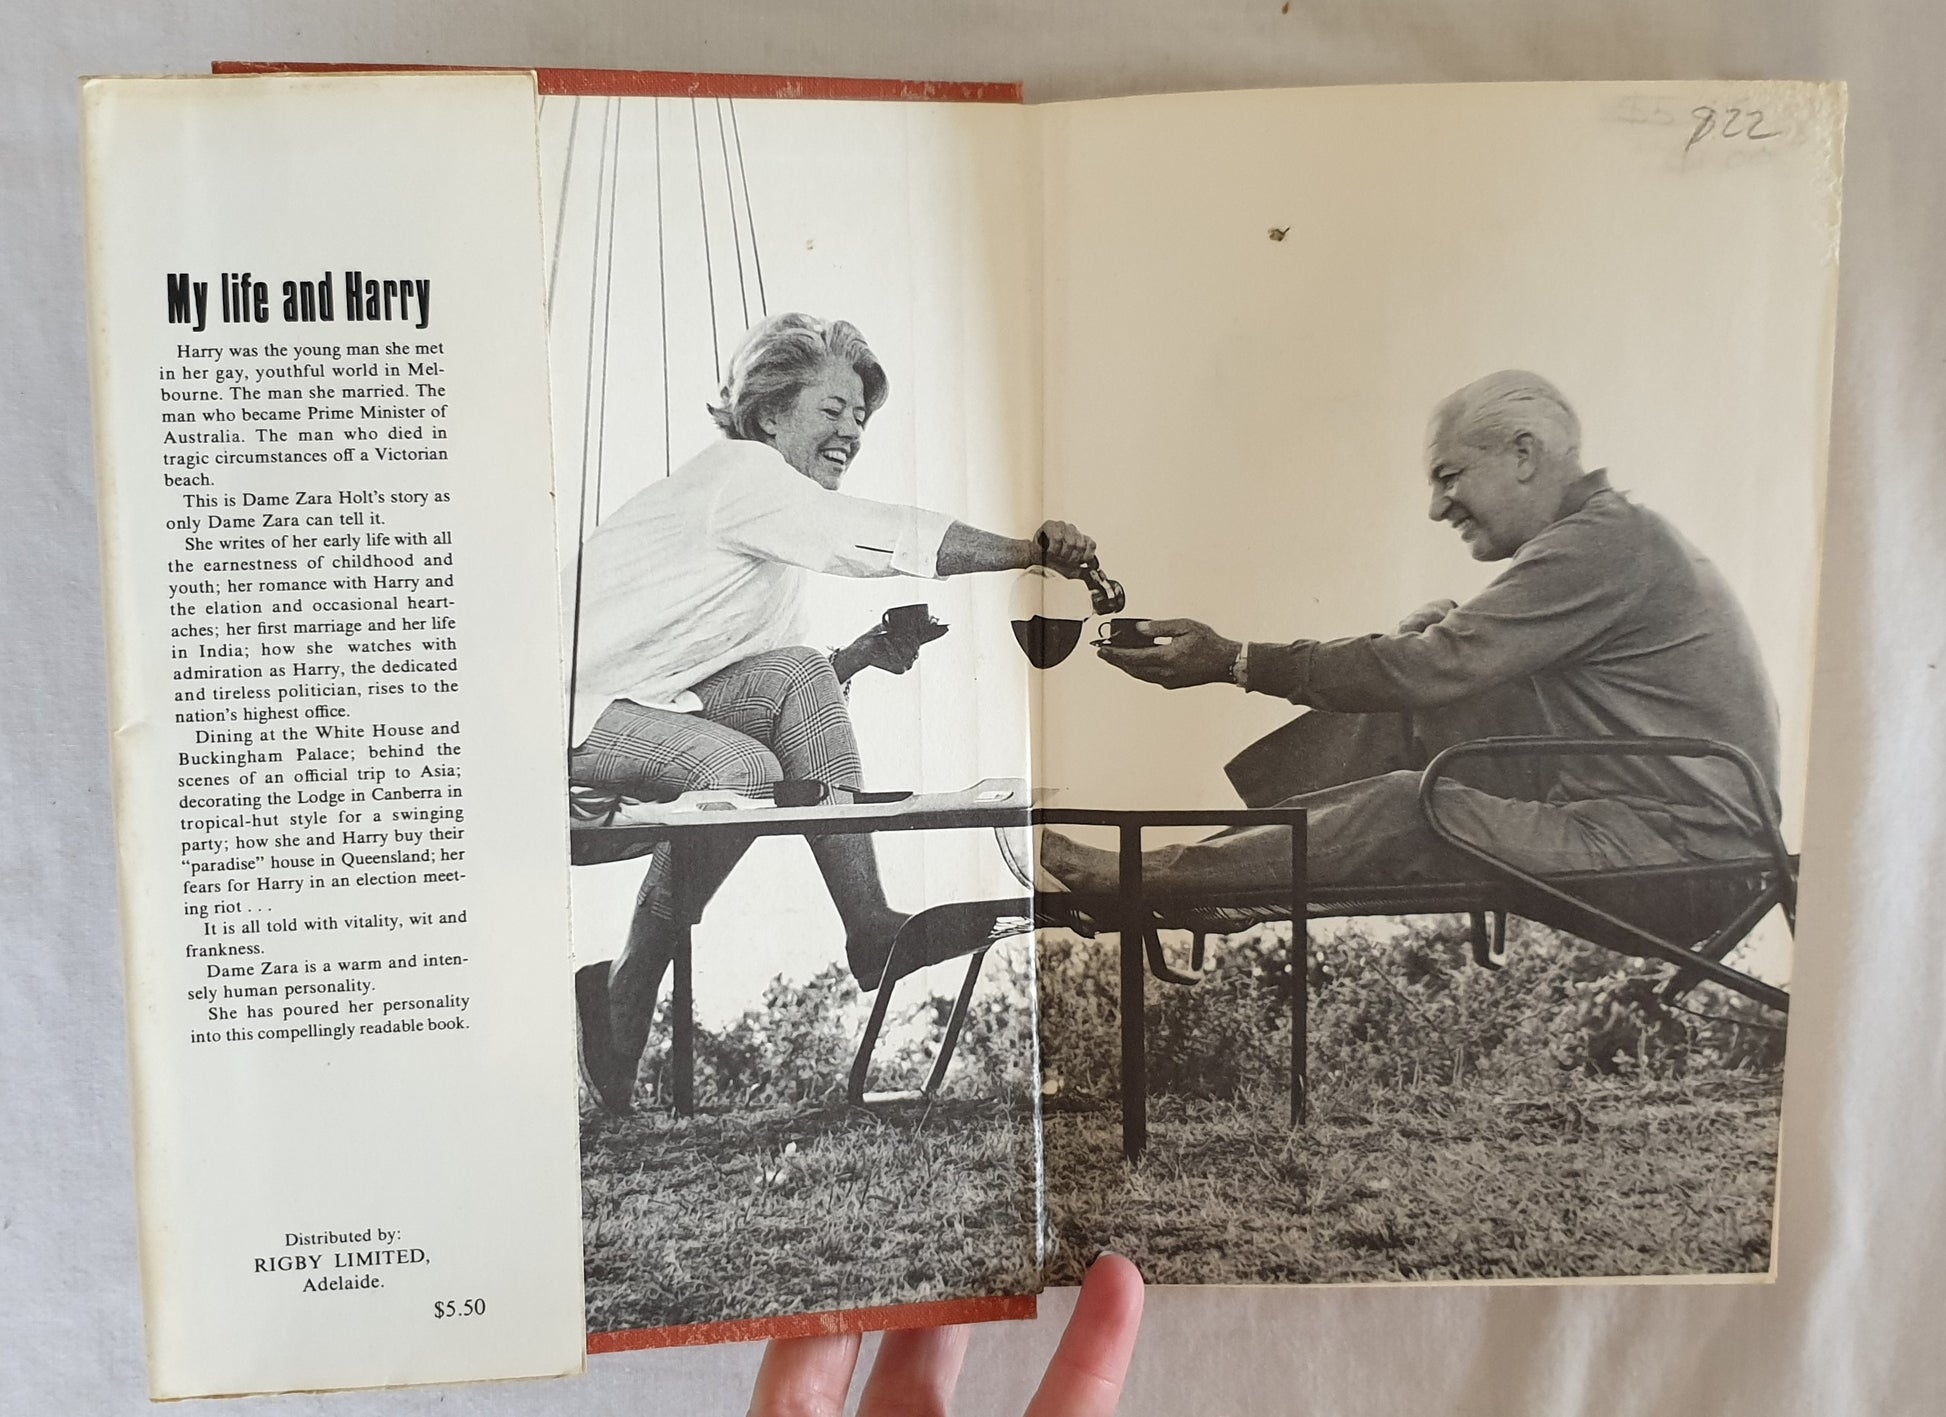 My life and Harry
Harry was the young man she met
in her gay, youthful world in Mel-
bourne. The man she married. The
man who became Prime Minister of
Australia. The man who died in
tragic circumstances off a Victorian
beach.
This is Dame Zara Holt's story as
only Dame Zara can tell it.
She writes of her early life with all
the earnestness of childhood and
youth; her romance with Harry and
the elation and occasional heart-
aches; her first marriage and her life
in India; how she watches with
admiration as Harry, the dedicated
and tireless politician, rises to the
nation's highest office.
Dining at the White House and
Buckingham Palace; behind the
scenes of an official trip to Asia;
decorating the Lodge in Canberra in
tropical-hut style for a swinging
party; how she and Harry buy their
“paradise” house in Queensland; her
fears for Harry in an election meet-
ing riot . . .
It is all told with vitality, wit and
frankness.
Dame Zara is a warm and inten-
sely human personality.
She has poured her personality
into this compellingly readable book.
Distributed by:
RIGBY LIMITED,
Adelaide.
$5.50